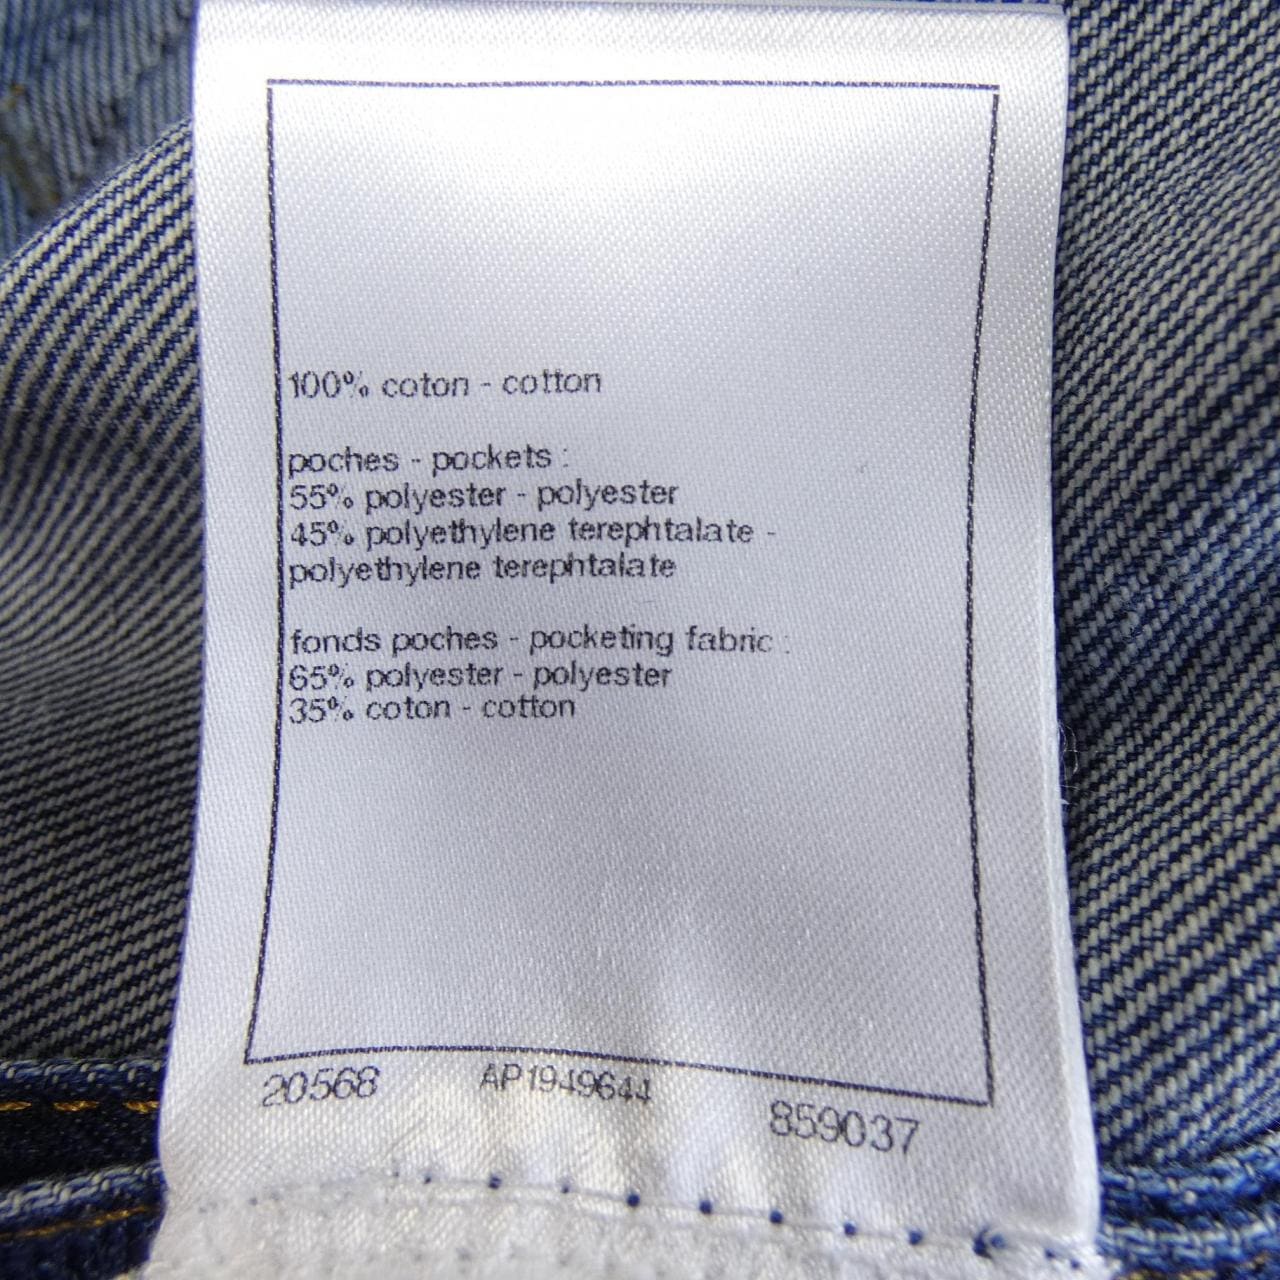 100% coton - cotton
poches - pockets :
55% polyester - polyester
45% polyethylene terephtalate -
polyethylene terephtalate
fonds poches - pocketing fabric :
65% polyester - polyester
35% coton - cotton
20568 AP1949644 859037